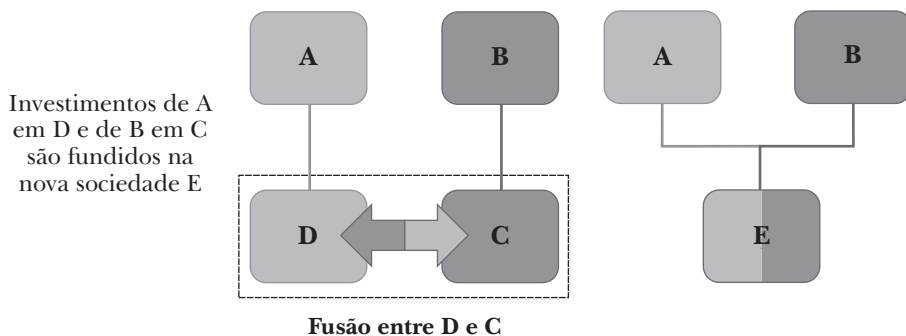 Investimentos de A
em D e de B em C
são fundidos na
nova sociedade E
A
B
D
C
A
B
E
Fusão entre D e C